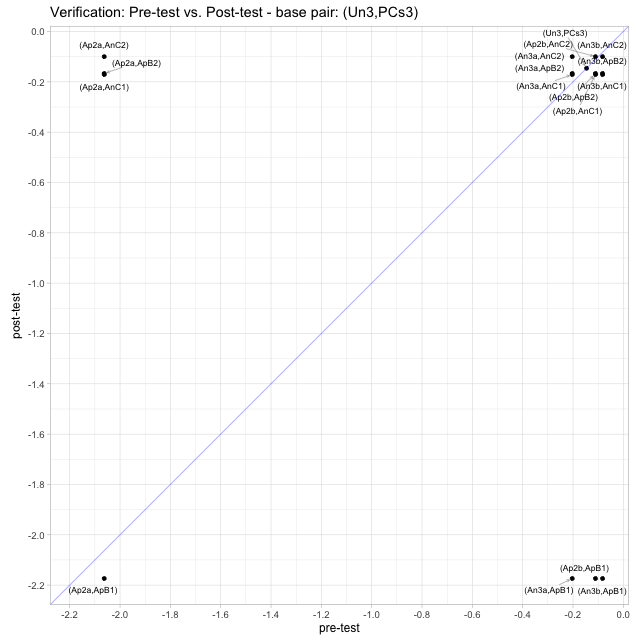 Verification: Pre-test vs. Post-test - base pair: (Un3,PCs3)
0.0
(Un3,PCs3)
(Ap2a,AnC2)
(Ap2b,AnC2)
(An3b,AnC2)
(An3a,AnC2)
(Ap2a,ApB2)
(An3b,ApB2)
(An3a,ApB2)
-0.2
(Ap2a,AnC1)
(An3a,AnC1)
(An3b,AnC1)
(Ap2b,ApB2)
(Ap2b,AnC1)
-0.4
-0.6
-0.8
-1.0
post-test
-1.2
-1.4
-1.6
-1.8
-2.0
(Ap2b,ApB1)
-2.2
(Ap2a,ApB1)
(An3a,ApB1)
(An3b,ApB1)
-2.2 -2.0 -1.8 -1.6 -1.4 -1.2 -1.0 -0.8 -0.6 -0.4 -0.2 0.0
pre-test